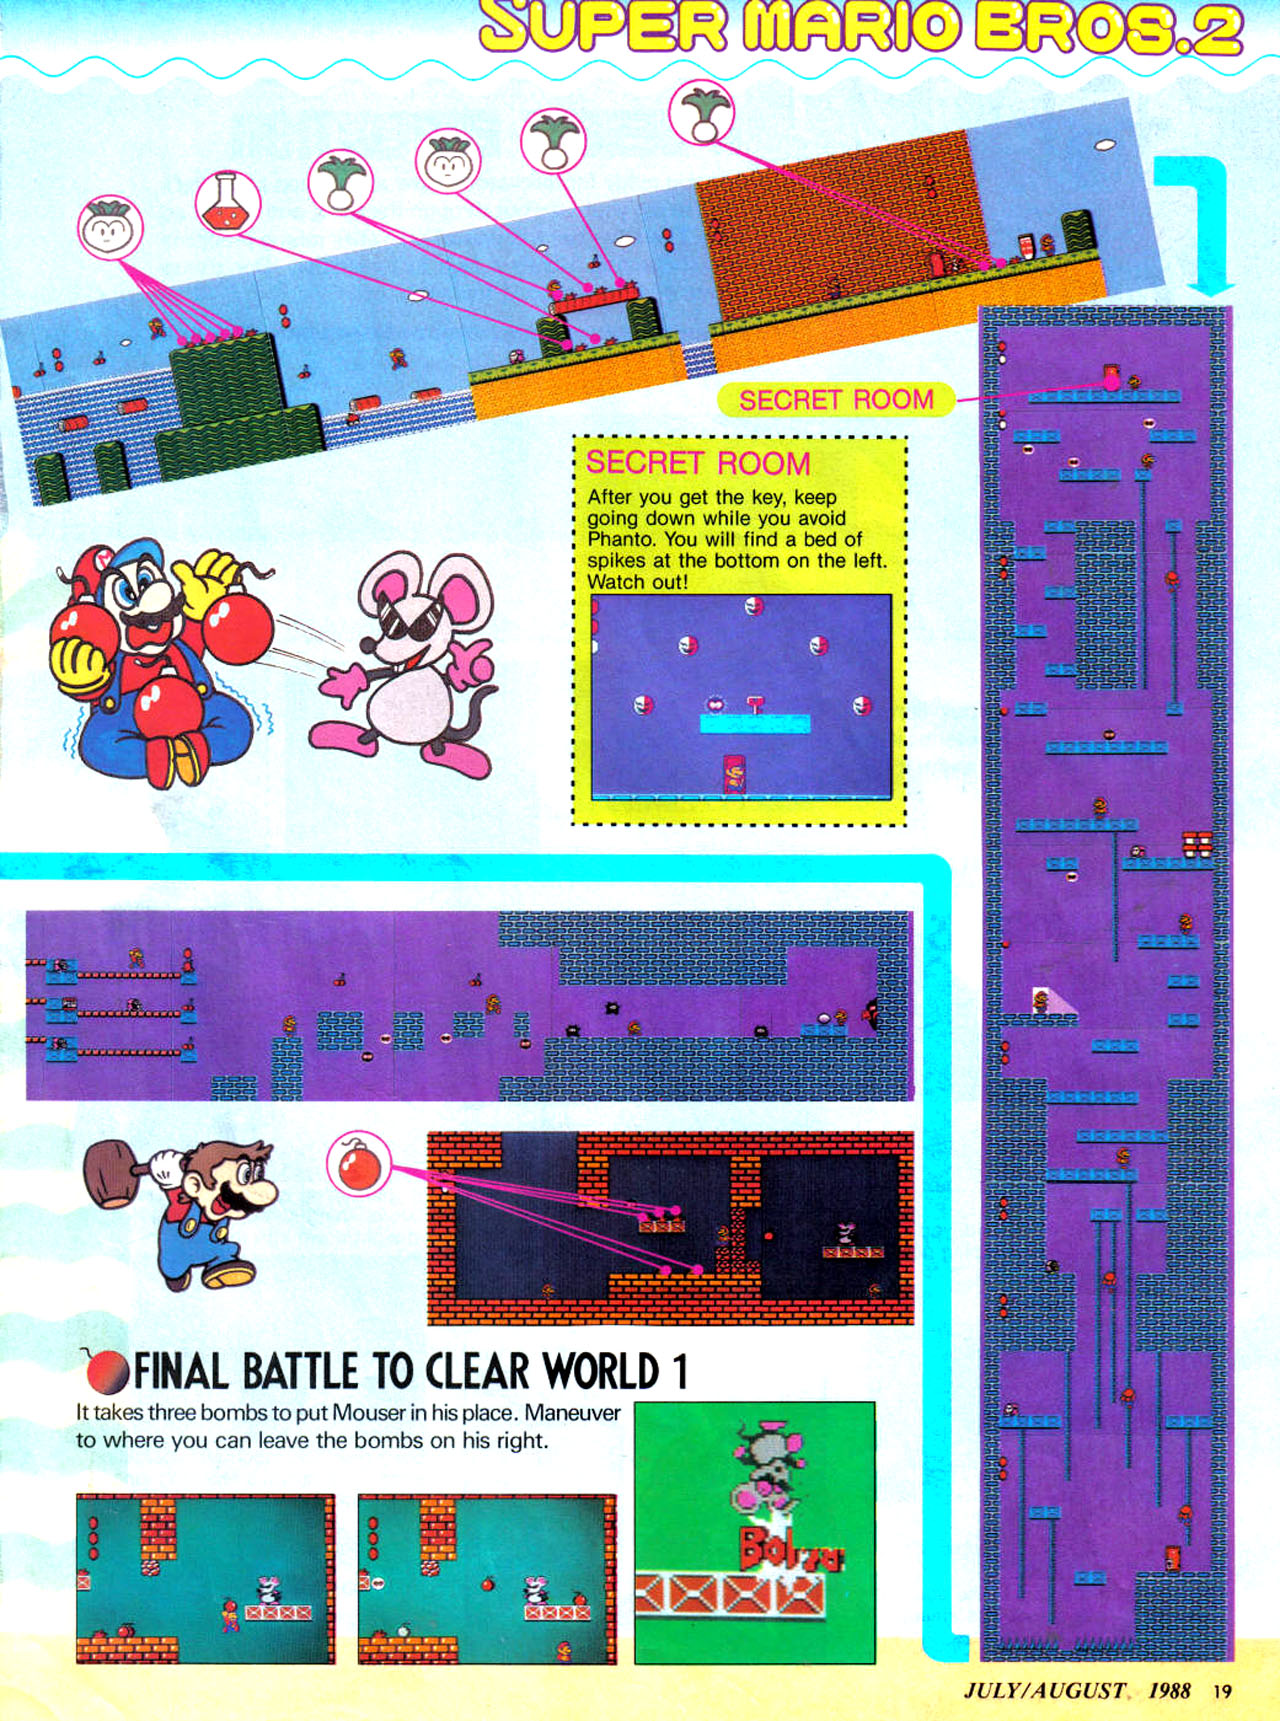 SUPER MARIO BROS.2
SECRET ROOM
SECRET ROOM
After you get the key, keep
going down while you avoid
Phanto. You will find a bed of
spikes at the bottom on the left.
Watch out!
M
FINAL BATTLE TO CLEAR WORLD 1
It takes three bombs to put Mouser in his place. Maneuver
to where you can leave the bombs on his right.
JULY/AUGUST 1988 19